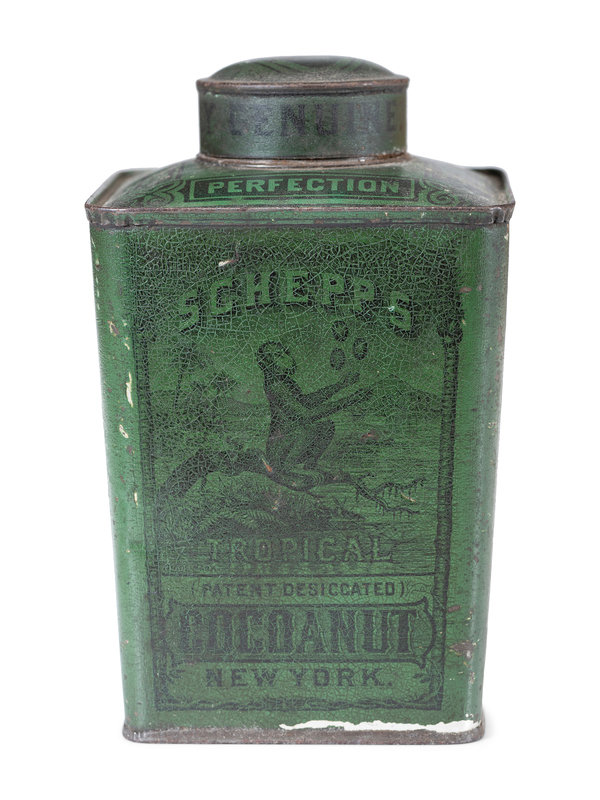 GENUINE
PERFECTION
SCHEPP'S
TROPICAL
(PATENT DESICCATED)
COCOANUT
NEW YORK.